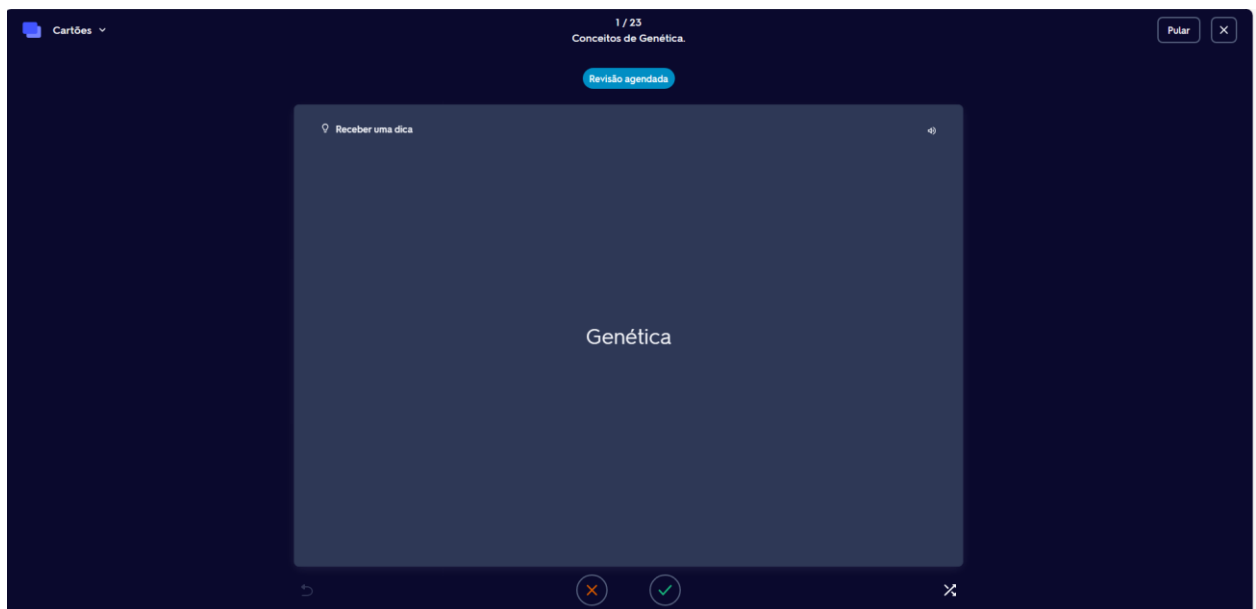 Cartões
1 / 23
Conceitos de Genética.
Pular
Revisão agendada
Receber uma dica
Genética